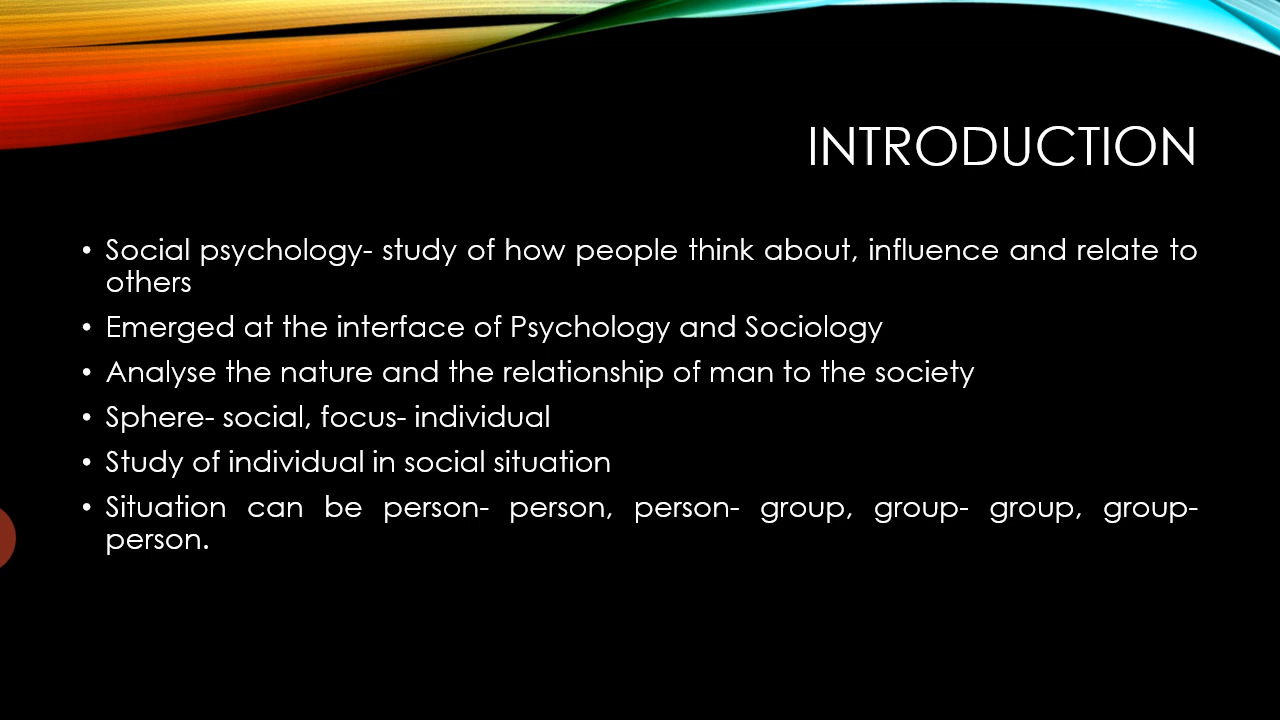 INTRODUCTION
• Social psychology- study of how people think about, influence and relate to
others
• Emerged at the interface of Psychology and Sociology
• Analyse the nature and the relationship of man to the society
• Sphere- social, focus- individual
• Study of individual in social situation
• Situation can be person- person, person- group, group- group, group-
person.